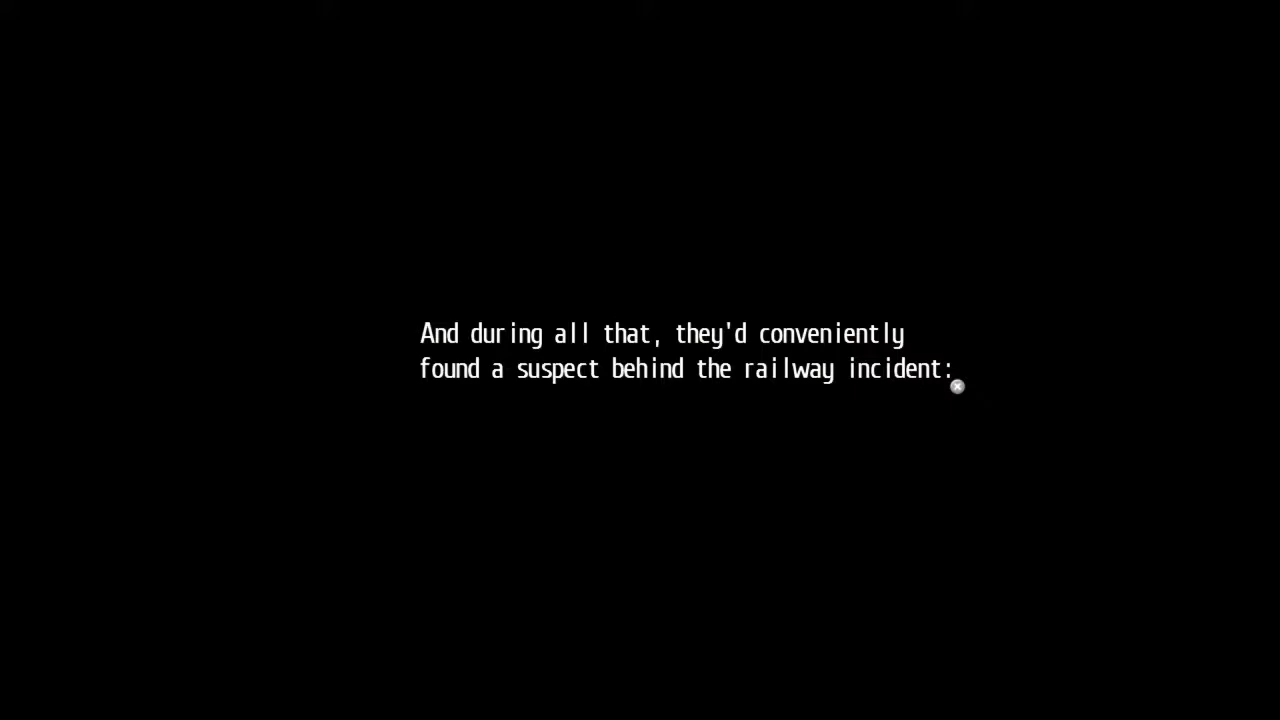 And during all that, they'd conveniently
found a suspect behind the railway incident: